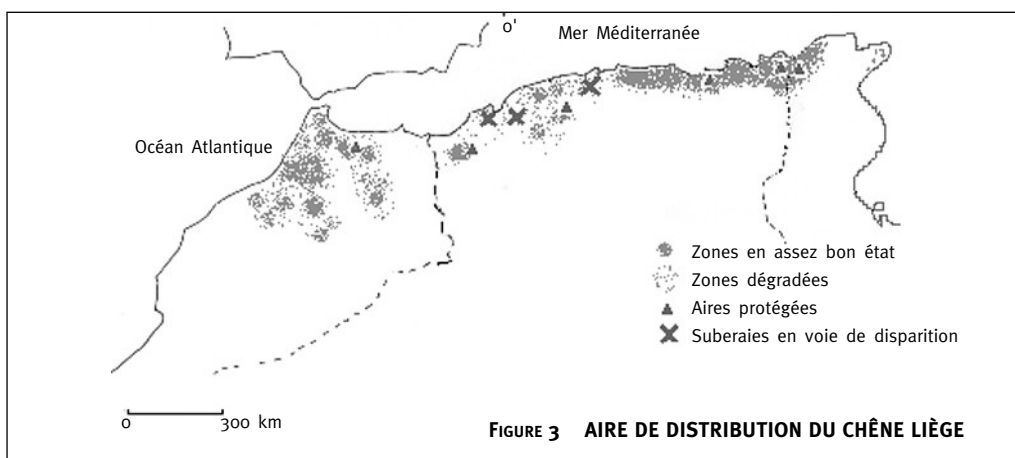 0'
Mer Méditerranée
Océan Atlantique
Zones en assez bon état
Zones dégradées
Aires protégées
Suberaies en voie de disparition
0 300 km
FIGURE 3 AIRE DE DISTRIBUTION DU CHÊNE LIÈGE